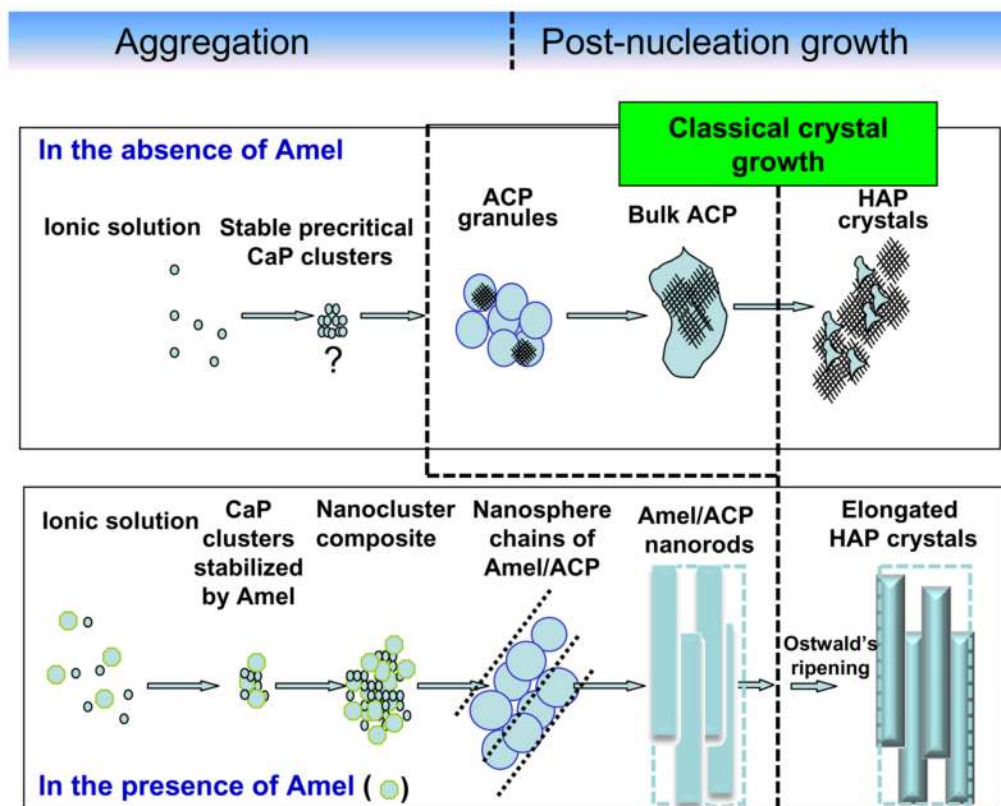 Aggregation
Post-nucleation growth
Classical crystal
growth
In the absence of Amel
Ionic solution
Stable precritical
CaP clusters
?
ACP
granules
Bulk ACP
HAP
crystals
Ionic solution
CaP
clusters
stabilized
by Amel
Nanocluster
composite
Nanosphere
chains of
Amel/ACP
Amel/ACP
nanorods
Ostwald's
ripening
Elongated
HAP crystals
In the presence of Amel ( )